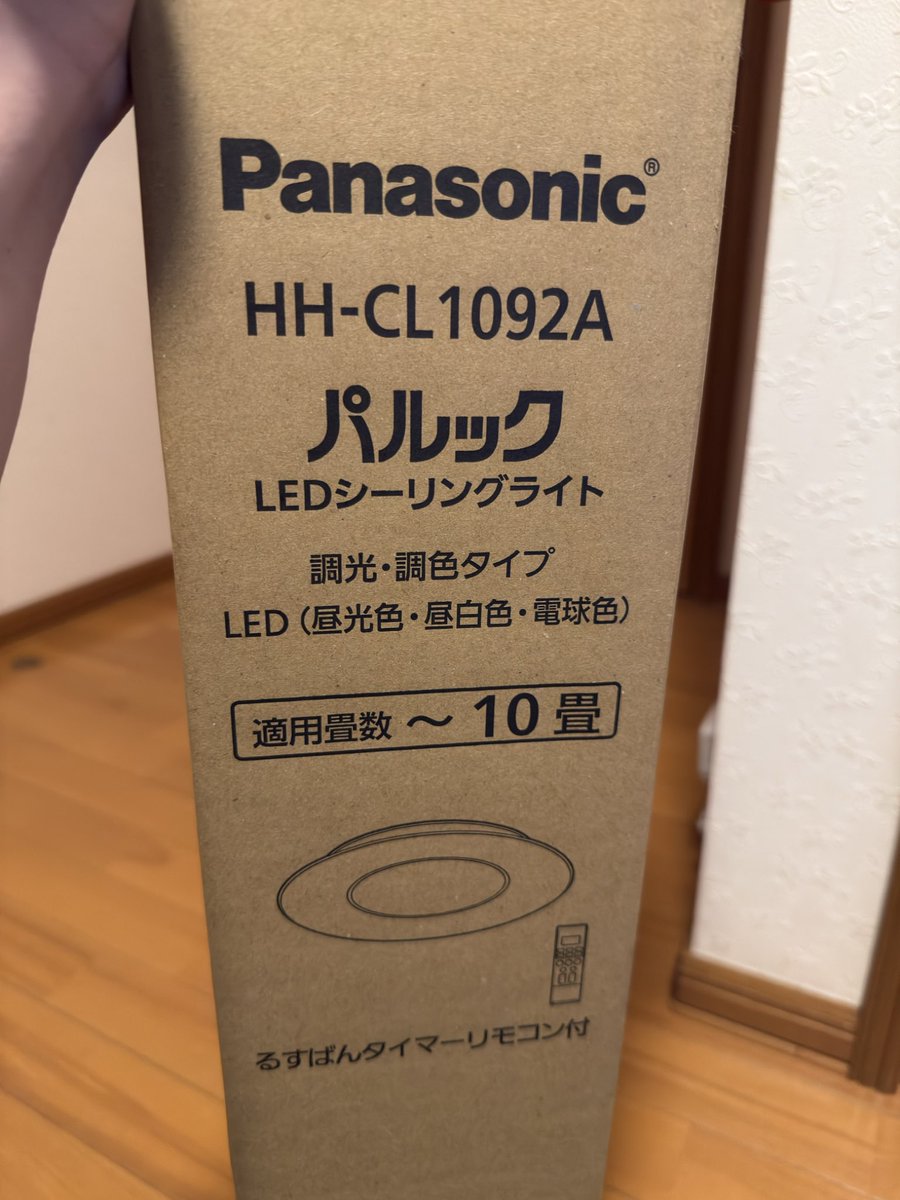 Panasonic®
HH-CL1092A
パルック
LEDシーリングライト
調光・調色タイプ
LED（昼光色・昼白色・電球色）
適用畳数 〜 10 畳
るすばんタイマーリモコン付